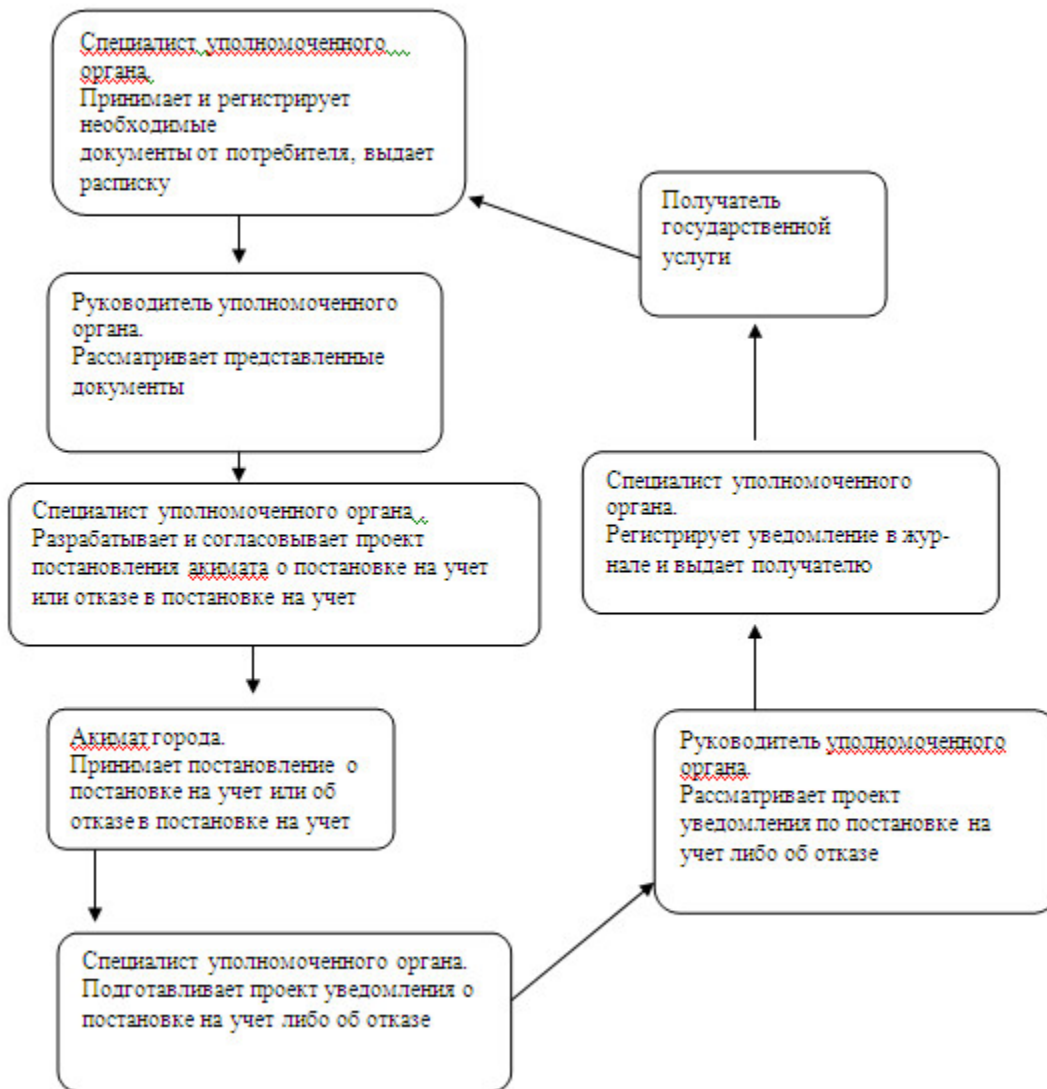 Специалист уполномоченного
органа.
Принимает и регистрирует
необходимые
документы от потребителя, выдает
расписку
Получатель
государственной
услуги
Руководитель уполномоченного
органа.
Рассматривает представленные
документы
Специалист уполномоченного органа .
Разрабатывает и согласовывает проект
постановления акимата о постановке на учет
или отказе в постановке на учет
Специалист уполномоченного
органа.
Регистрирует уведомление в жур-
нале и выдает получателю
Акимат города.
Принимает постановление о
постановке на учет или об
отказе в постановке на учет
Руководитель уполномоченного
органа.
Рассматривает проект
уведомления по постановке на
учет либо об отказе
Специалист уполномоченного органа.
Подготавливает проект уведомления о
постановке на учет либо об отказе